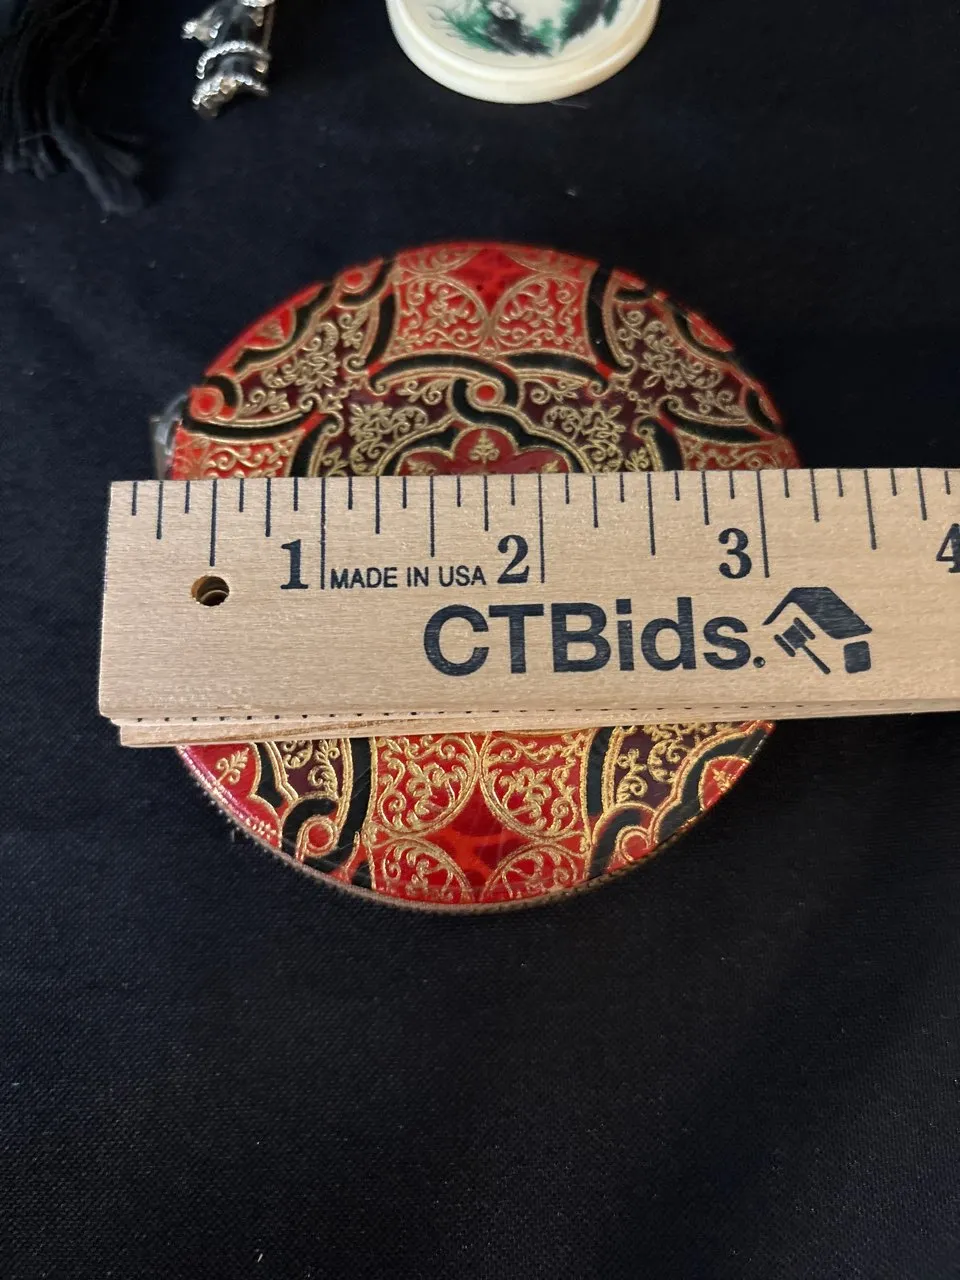 1 MADE IN USA 2 3 4
CTBids.